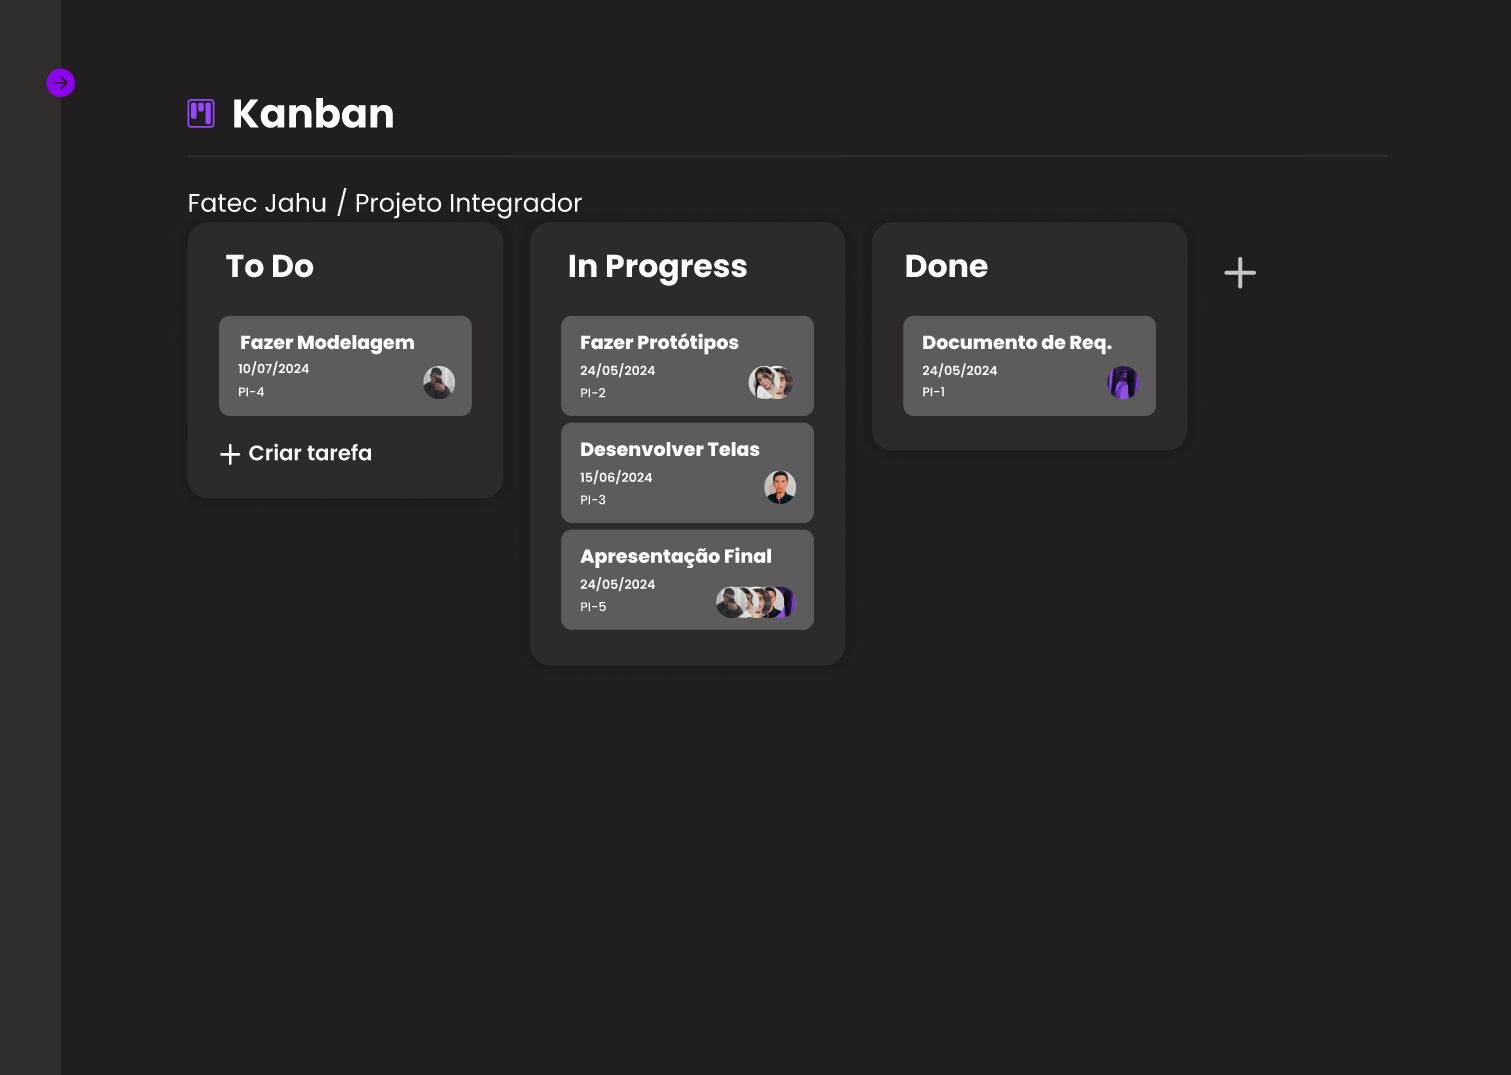 Kanban
Fatec Jahu / Projeto Integrador
To Do
Fazer Modelagem
10/07/2024
PI-4
Criar tarefa
In Progress
Fazer Protótipos
24/05/2024
PI-2
Desenvolver Telas
15/06/2024
PI-3
Apresentação Final
24/05/2024
PI-5
Done
Documento de Req.
24/05/2024
PI-1